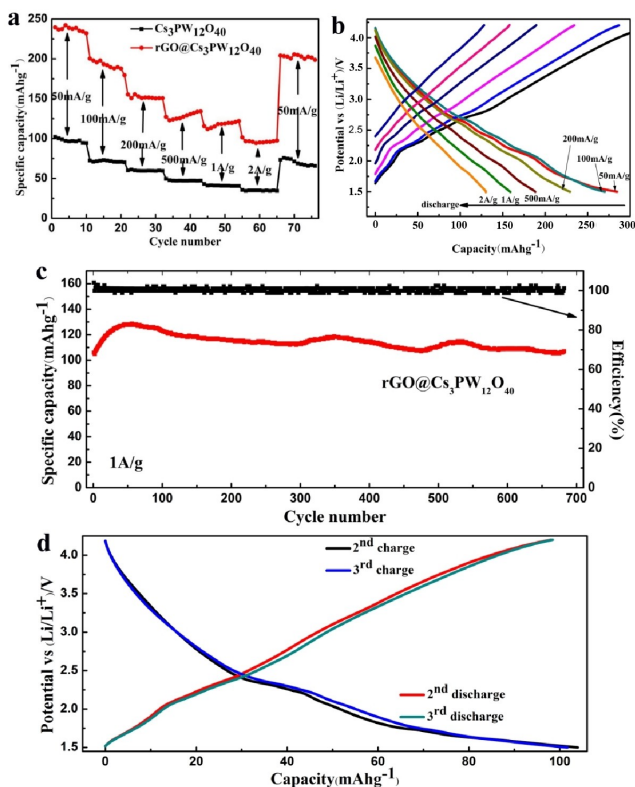 a
Cs3PW12O40
rGO@Cs3PW12O40
250
200
150
100
50
0
50mA/g
100mA/g
200mA/g
500mA/g
1A/g
2A/g
50mA/g
0 10 20 30 40 50 60 70
Specific capacity(mAhg-1)
Cycle number
b
4.0
3.5
3.0
2.5
2.0
1.5
1.0
Potential vs (Li/Li+)/V
200mA/g
100mA/g
50mA/g
2A/g 1A/g 500mA/g
discharge
0 50 100 150 200 250 300
Capacity(mAhg-1)
c
160
140
120
100
80
60
40
20
0
Specific capacity(mAhg-1)
100
80
60
40
20
0
Efficiency(%)
rGO@Cs3PW12O40
1A/g
0 100 200 300 400 500 600 700
Cycle number
d
4.0
3.5
3.0
2.5
2.0
1.5
Potential vs (Li/Li+)/V
2nd charge
3rd charge
2nd discharge
3rd discharge
0 20 40 60 80 100
Capacity(mAhg-1)